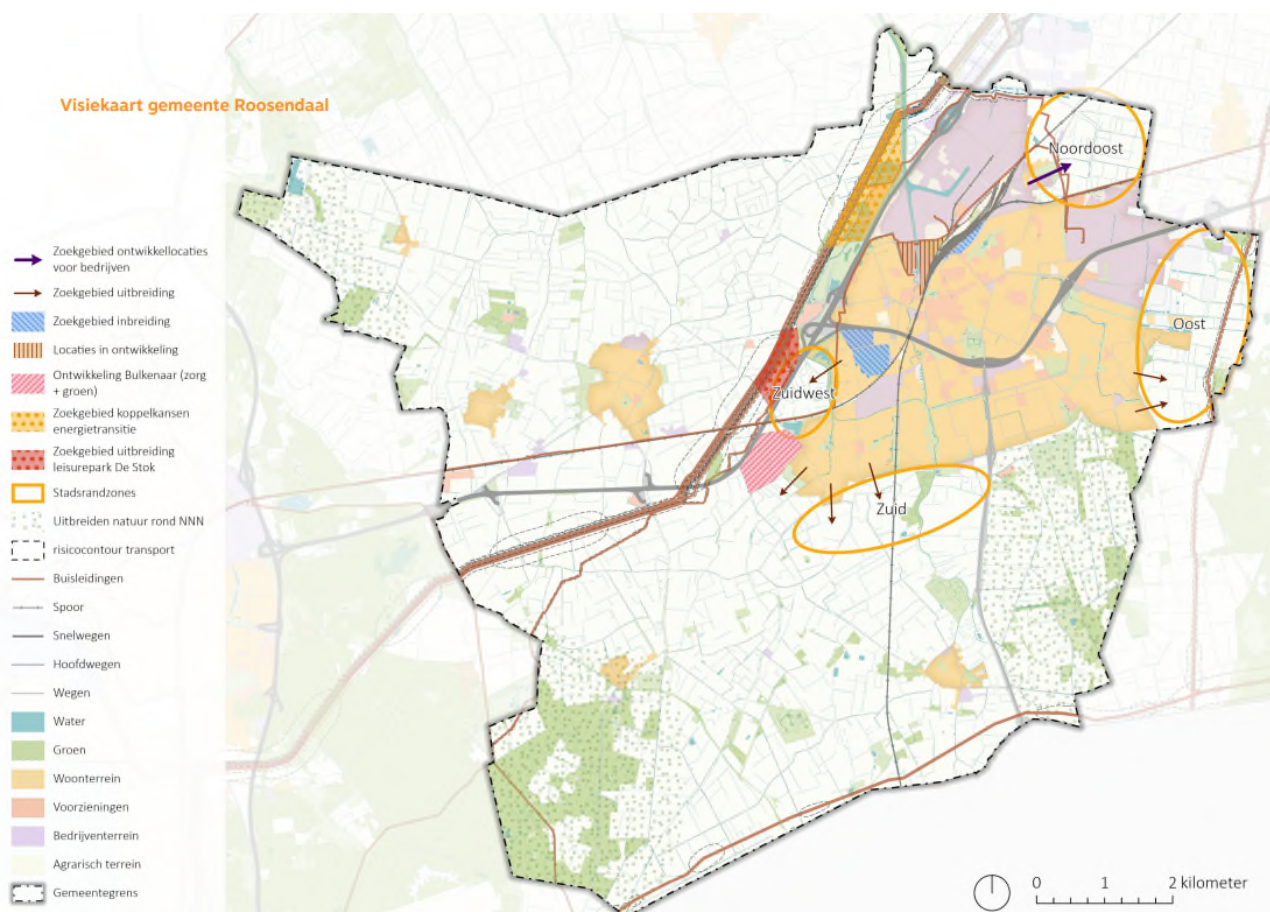 Visiekaart gemeente Roosendaal
Zoekgebied ontwikkellocaties
voor bedrijven
Zoekgebied uitbreiding
Zoekgebied inbreiding
Locaties in ontwikkeling
Ontwikkeling Bulkenaar (zorg
+ groen)
Zoekgebied koppelkansen
energietransitie
Zoekgebied uitbreiding
leisurepark De Stok
Stadsrandzones
Uitbreiden natuur rond NNN
risicocontour transport
Buisleidingen
Spoor
Snelwegen
Hoofdwegen
Wegen
Water
Groen
Woonterrein
Voorzieningen
Bedrijventerrein
Agrarisch terrein
Gemeentegrens
Noordoost
Oost
Zuidwest
Zuid
0 1 2 kilometer